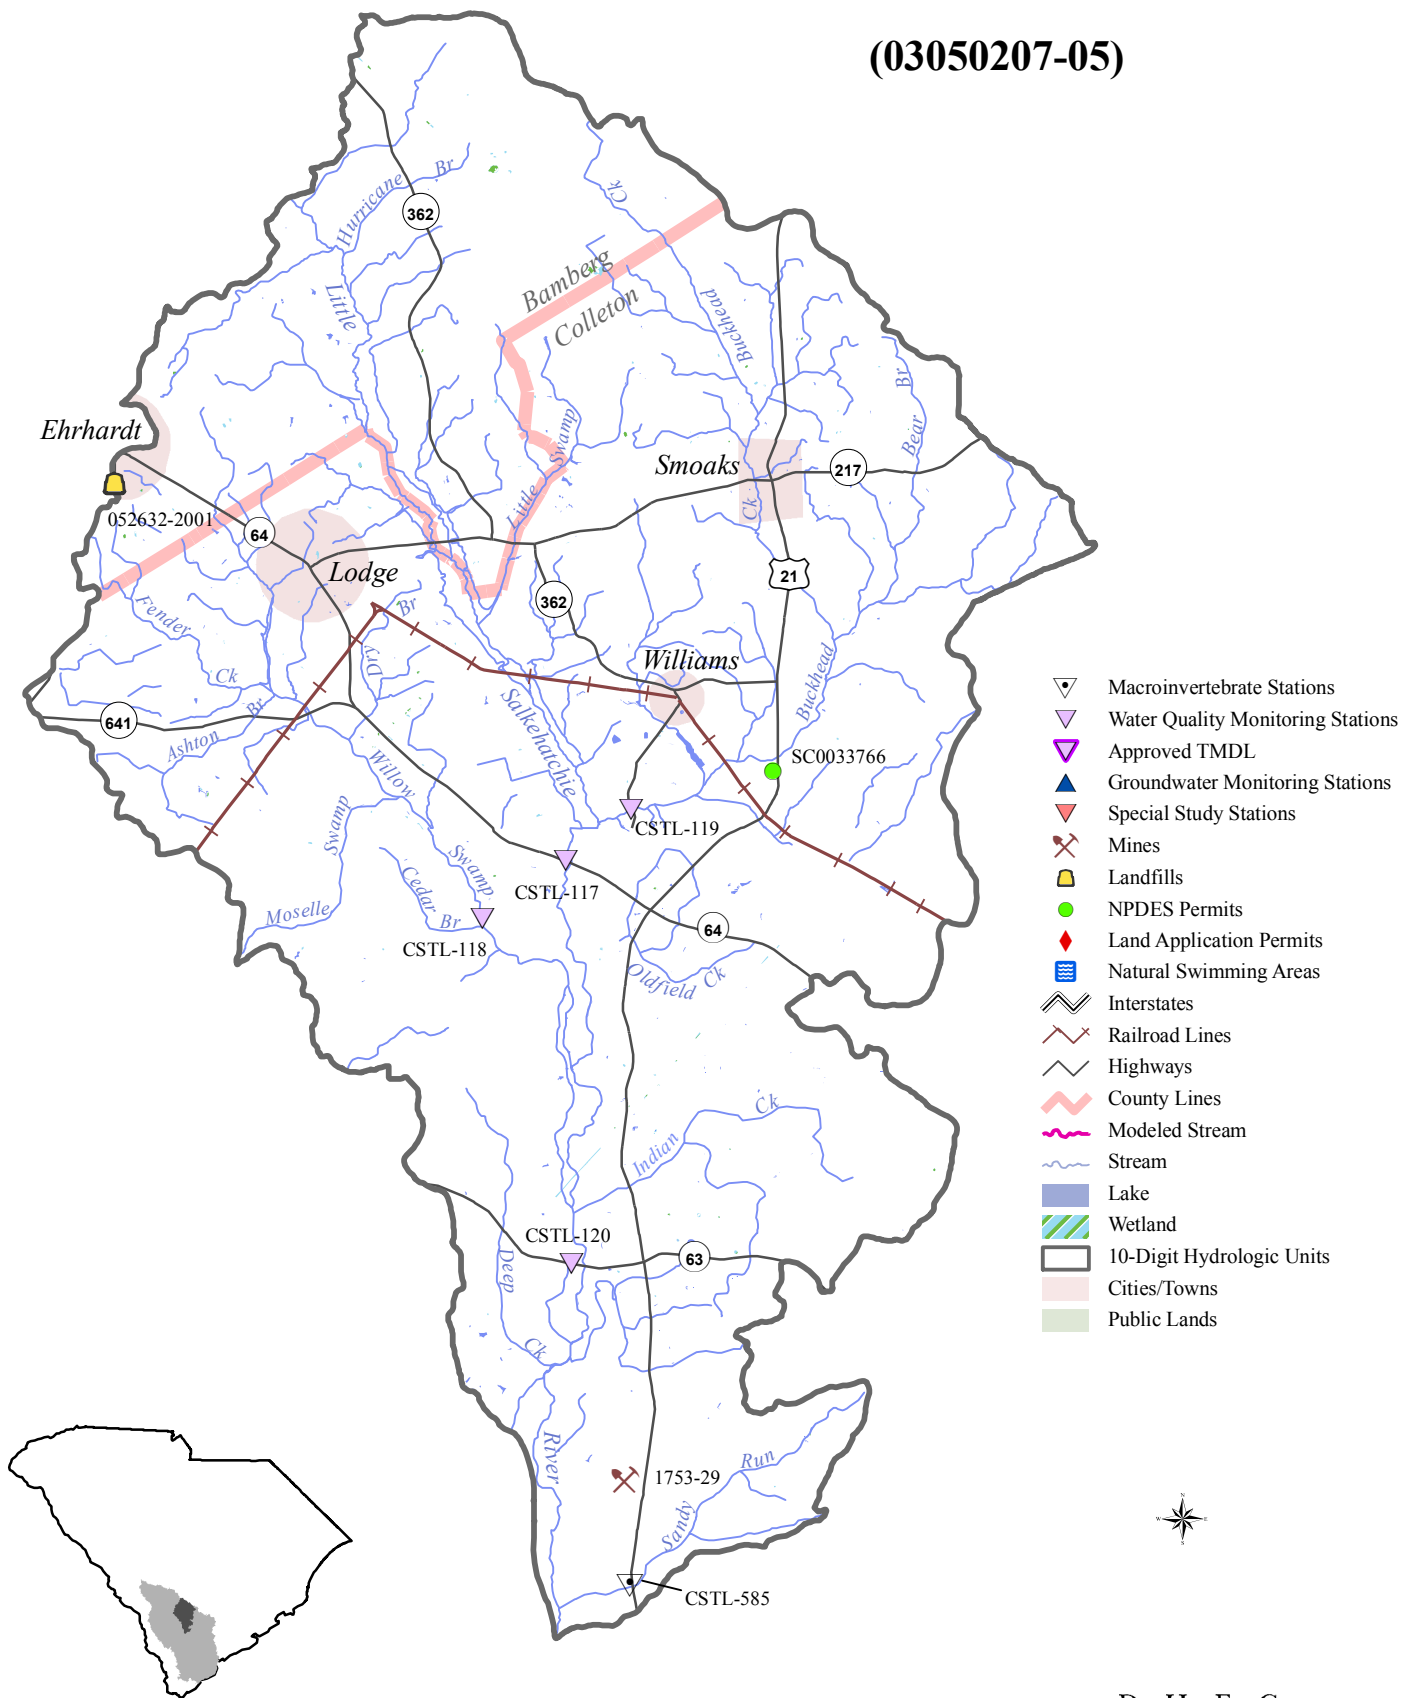 (03050207-05)
Ck
Hurricane Br
362
Bamberg
Colleton
Little
Buckhead
Br
Bear
Ehrhardt
Swamp
Smoaks
217
052632-2001
Little
Ck
64
Lodge
21
Fender
Br
362
Dry
Williams
Ck
Buckhead
Br
641
Ashton
Salkehatchie
SC0033766
Willow
Swamp
CSTL-119
Swamp
CSTL-117
Cedar Br
Moselle
64
CSTL-118
Oldfield Ck
Ck
Indian
CSTL-120
63
Deep
Ck
River
Run
1753-29
Sandy
CSTL-585
Macroinvertebrate Stations
Water Quality Monitoring Stations
Approved TMDL
Groundwater Monitoring Stations
Special Study Stations
Mines
Landfills
NPDES Permits
Land Application Permits
Natural Swimming Areas
Interstates
Railroad Lines
Highways
County Lines
Modeled Stream
Stream
Lake
Wetland
10-Digit Hydrologic Units
Cities/Towns
Public Lands
N
W E
S